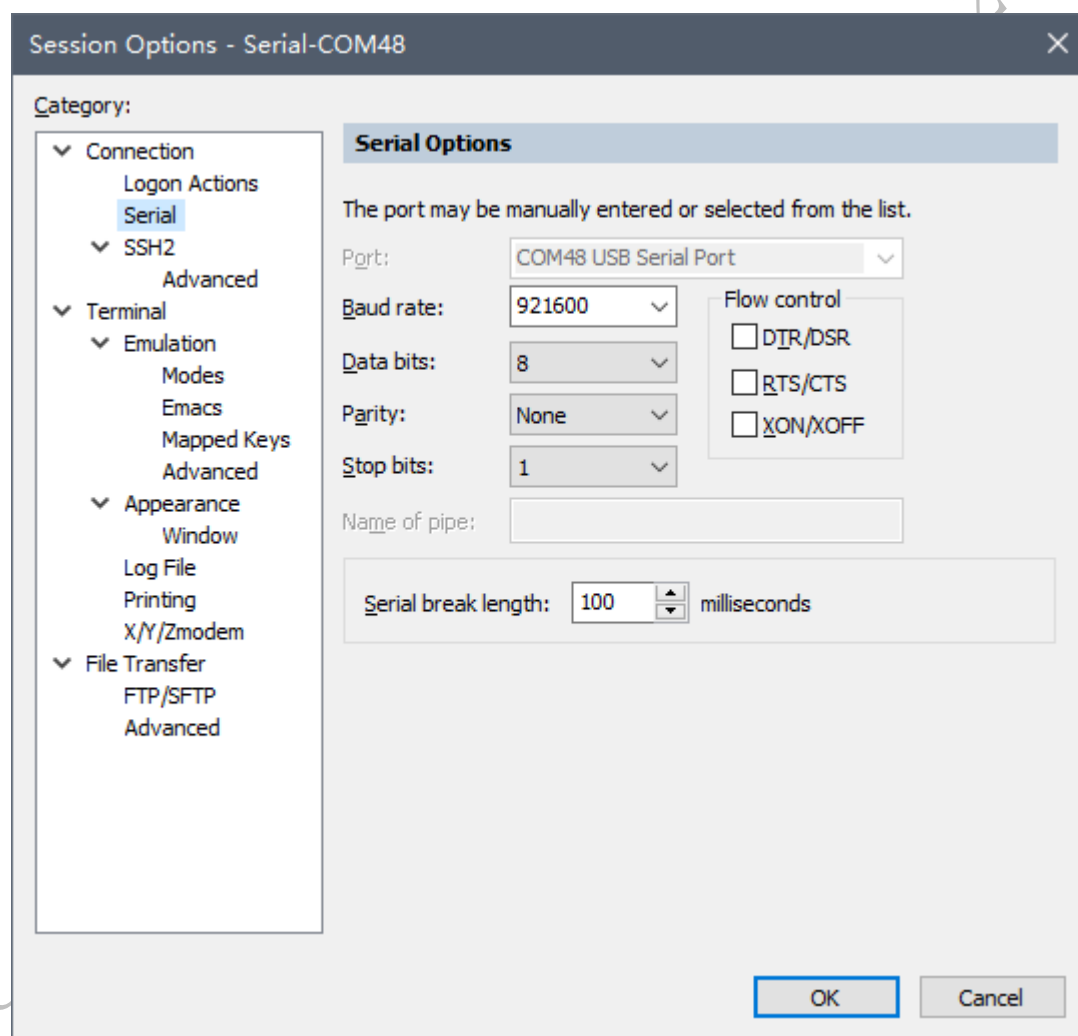 Session Options - Serial-COM48
Category:
Connection
Logon Actions
Serial
SSH2
Advanced
Terminal
Emulation
Modes
Emacs
Mapped Keys
Advanced
Appearance
Window
Log File
Printing
X/Y/Zmodem
File Transfer
FTP/SFTP
Advanced
Serial Options
The port may be manually entered or selected from the list.
Port: COM48 USB Serial Port
Baud rate: 921600
Data bits: 8
Parity: None
Stop bits: 1
Flow control
DTR/DSR
RTS/CTS
XON/XOFF
Name of pipe:
Serial break length: 100 milliseconds
OK Cancel